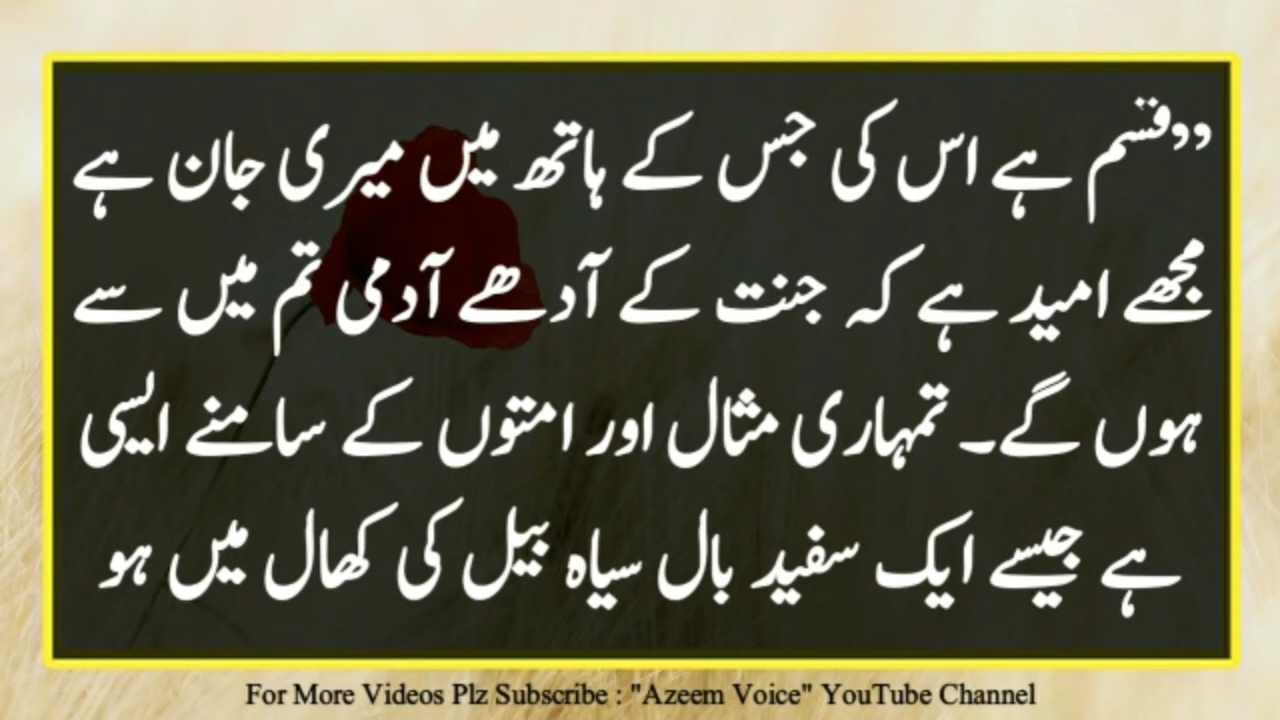 ”قسم ہے اس کی جس کے ہاتھ میں میری جان ہے
مجھے امید ہے کہ جنت کے آدھے آدمی تم میں سے
ہوں گے۔ تمہاری مثال اور امتوں کے سامنے ایسی
ہے جیسے ایک سفید بال سیاہ بیل کی کھال میں ہو
For More Videos Plz Subscribe : "Azeem Voice" YouTube Channel